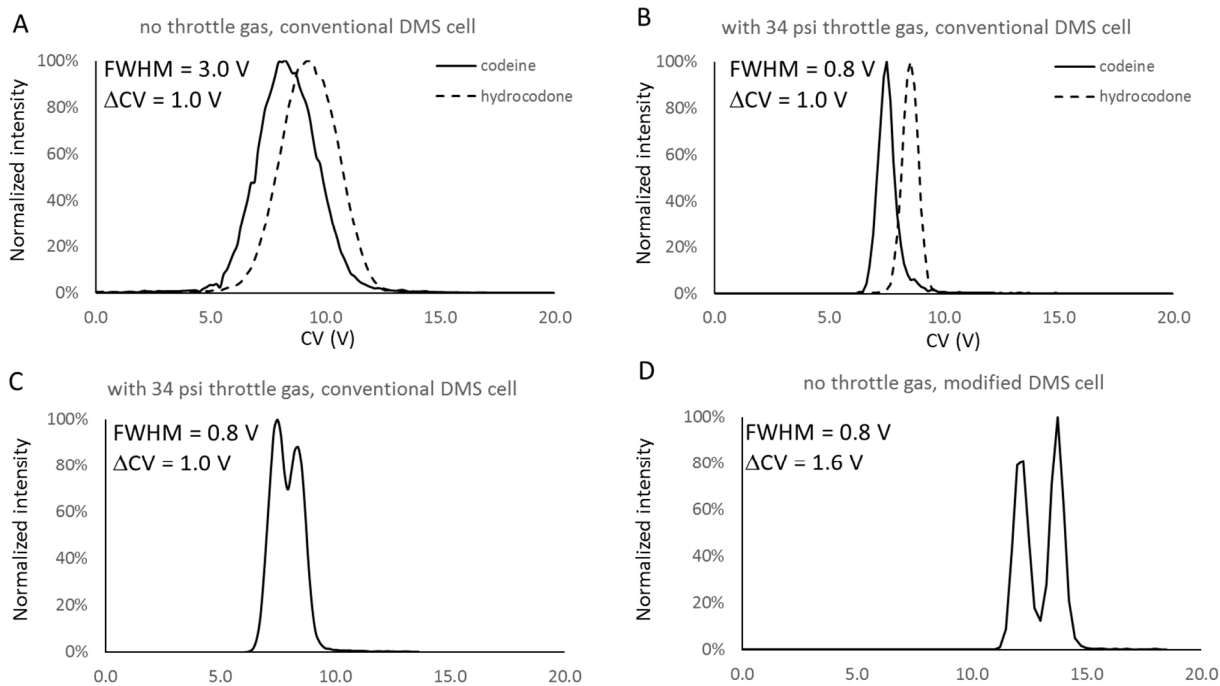 A
no throttle gas, conventional DMS cell
FWHM = 3.0 V
ΔCV = 1.0 V
codeine
hydrocodone
Normalized intensity
100%
80%
60%
40%
20%
0%
0.0 5.0 10.0 15.0 20.0
CV (V)
B
with 34 psi throttle gas, conventional DMS cell
FWHM = 0.8 V
ΔCV = 1.0 V
codeine
hydrocodone
Normalized intensity
100%
80%
60%
40%
20%
0%
0.0 5.0 10.0 15.0 20.0
CV (V)
C
with 34 psi throttle gas, conventional DMS cell
FWHM = 0.8 V
ΔCV = 1.0 V
Normalized intensity
100%
80%
60%
40%
20%
0%
0.0 5.0 10.0 15.0 20.0
D
no throttle gas, modified DMS cell
FWHM = 0.8 V
ΔCV = 1.6 V
Normalized intensity
100%
80%
60%
40%
20%
0%
0.0 5.0 10.0 15.0 20.0